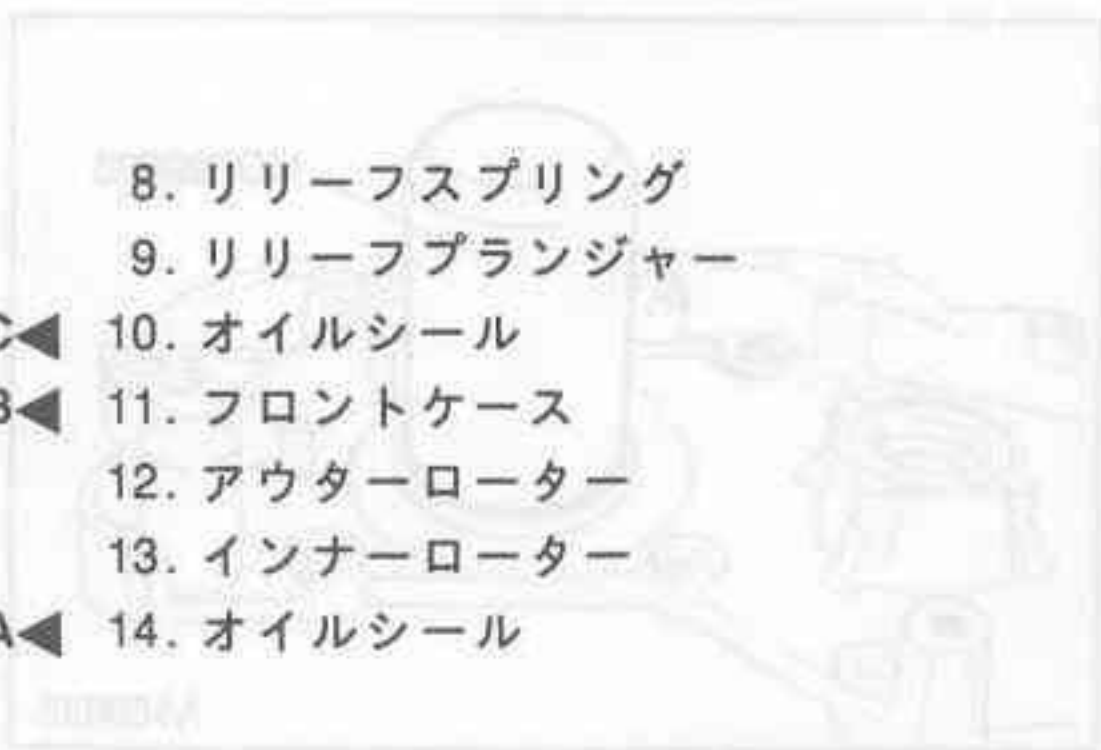 8. リリーフスプリング
9. リリーフプランジャー
C◀ 10. オイルシール
B◀ 11. フロントケース
12. アウターローター
13. インナーローター
A◀ 14. オイルシール